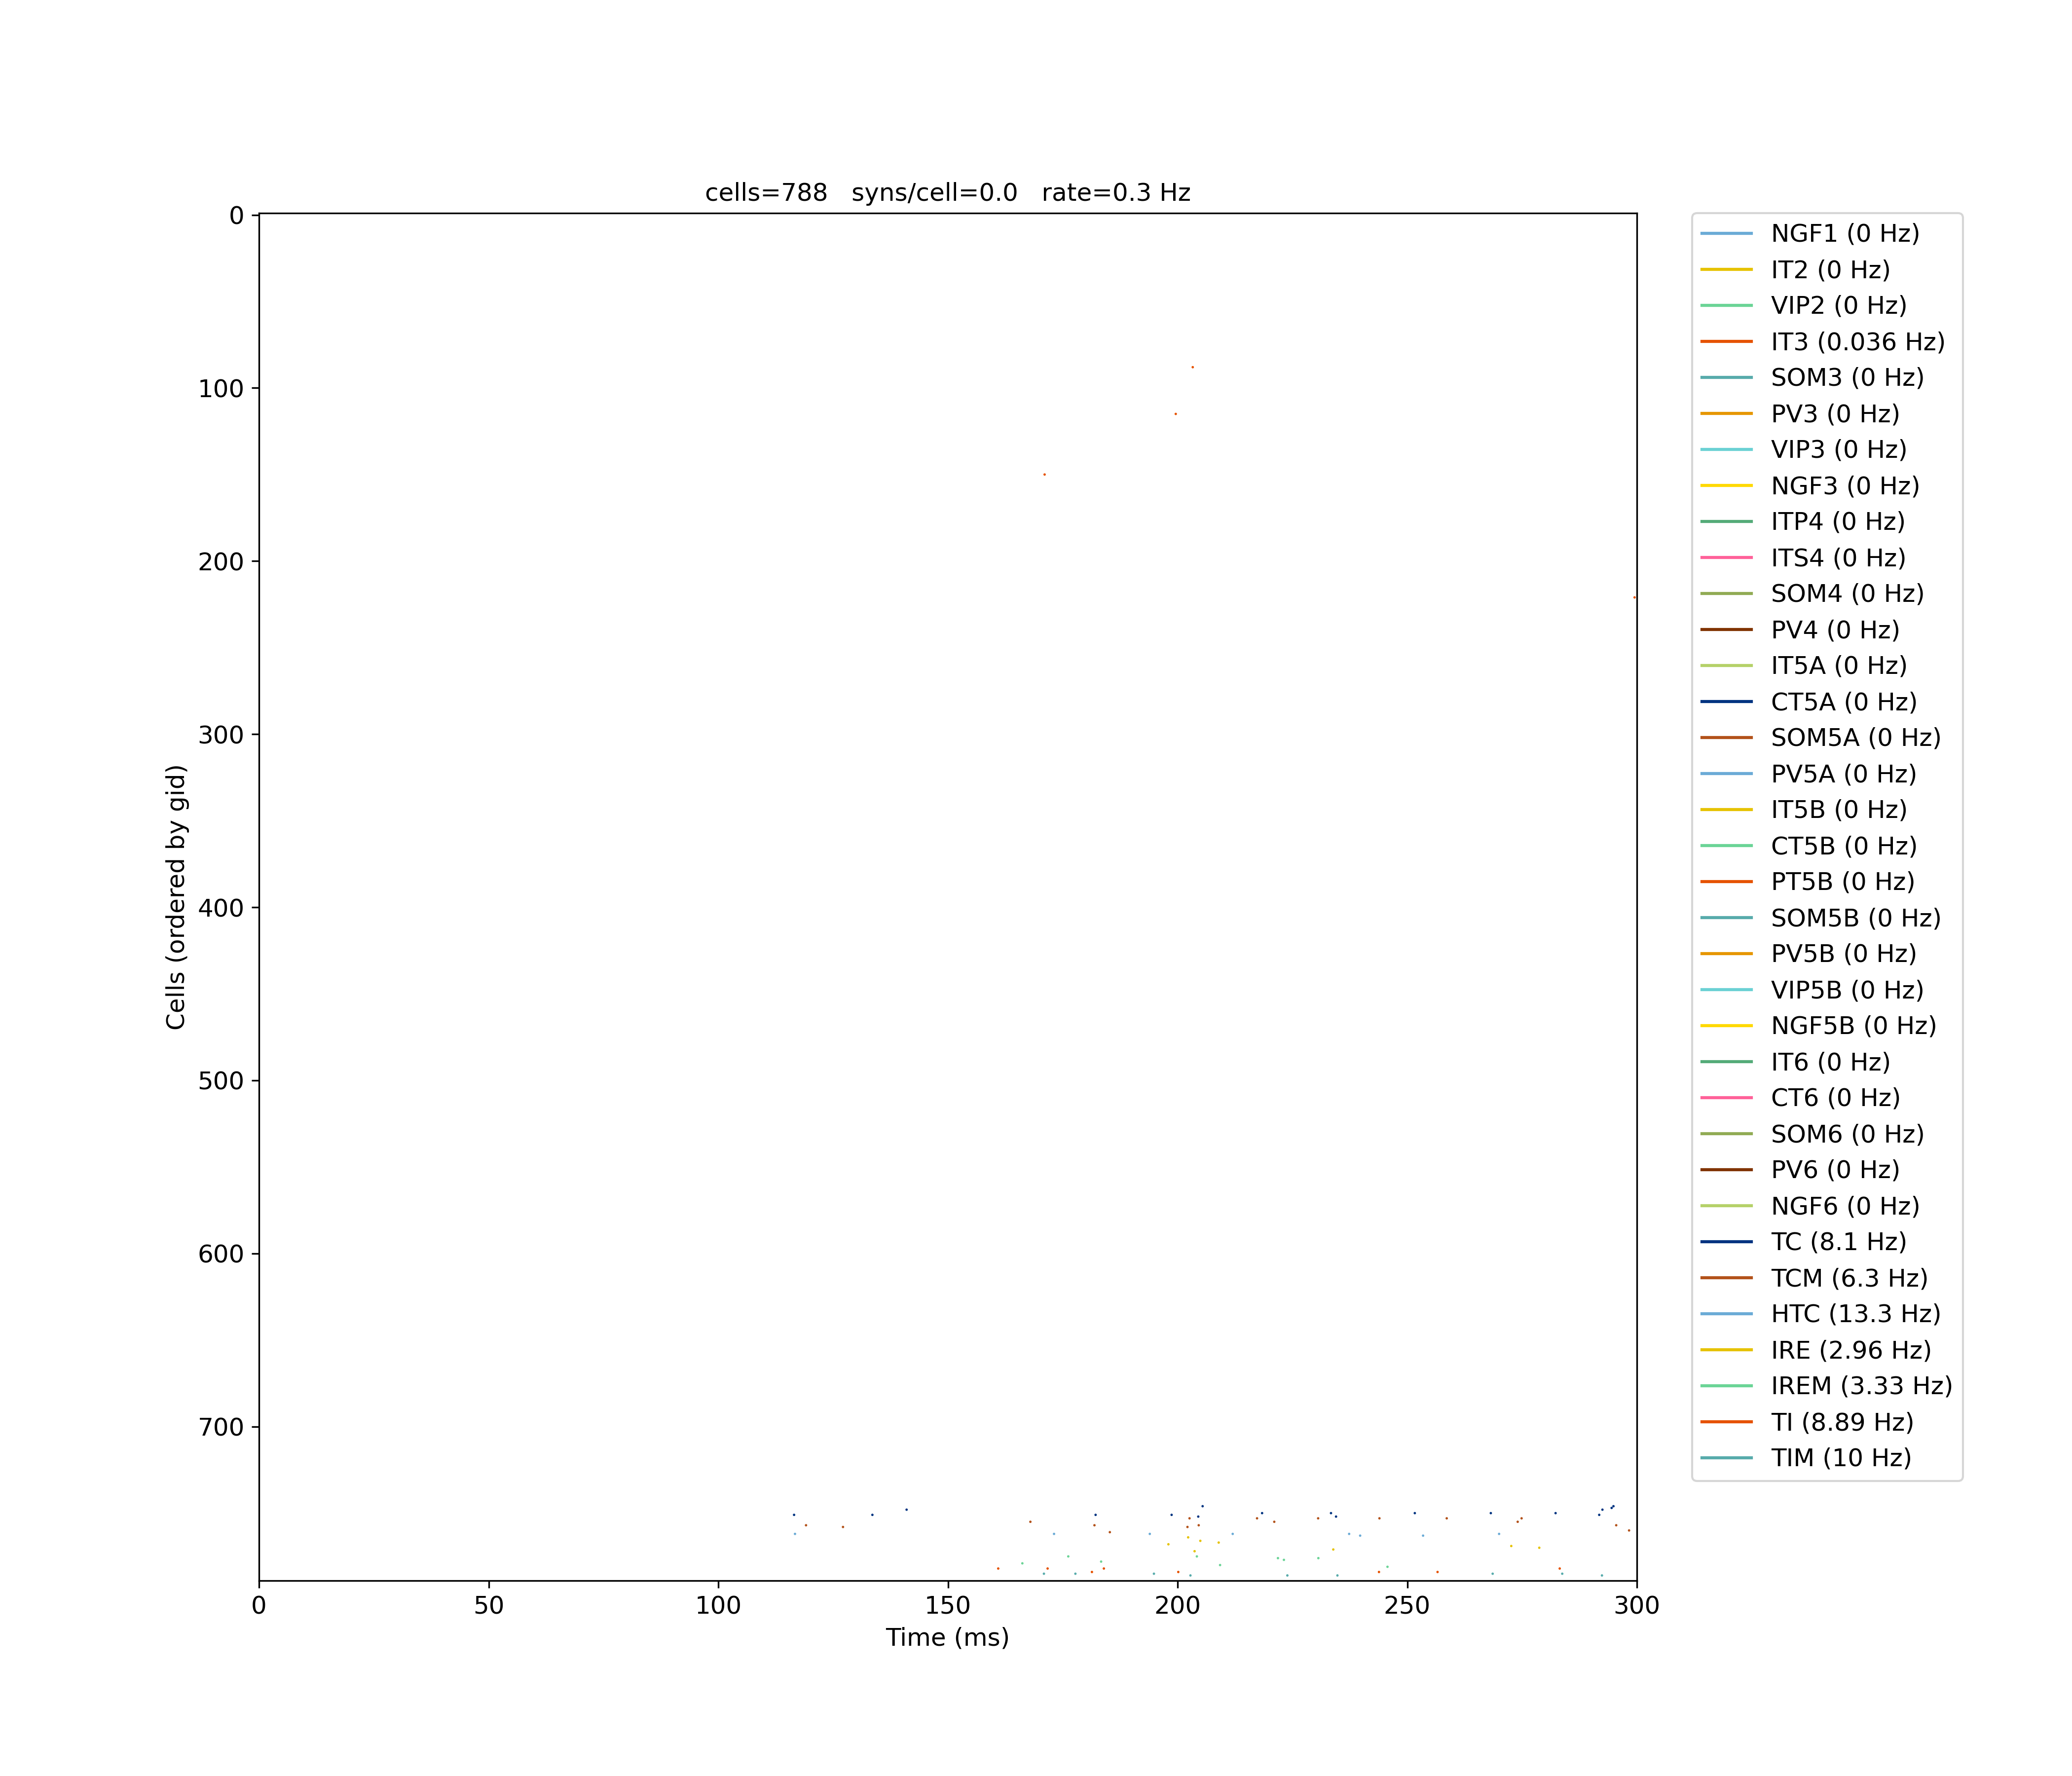 cells=788   syns/cell=0.0   rate=0.3 Hz
0
100
200
300
400
500
600
700
Cells (ordered by gid)
0 50 100 150 200 250 300
Time (ms)
NGF1 (0 Hz)
IT2 (0 Hz)
VIP2 (0 Hz)
IT3 (0.036 Hz)
SOM3 (0 Hz)
PV3 (0 Hz)
VIP3 (0 Hz)
NGF3 (0 Hz)
ITP4 (0 Hz)
ITS4 (0 Hz)
SOM4 (0 Hz)
PV4 (0 Hz)
IT5A (0 Hz)
CT5A (0 Hz)
SOM5A (0 Hz)
PV5A (0 Hz)
IT5B (0 Hz)
CT5B (0 Hz)
PT5B (0 Hz)
SOM5B (0 Hz)
PV5B (0 Hz)
VIP5B (0 Hz)
NGF5B (0 Hz)
IT6 (0 Hz)
CT6 (0 Hz)
SOM6 (0 Hz)
PV6 (0 Hz)
NGF6 (0 Hz)
TC (8.1 Hz)
TCM (6.3 Hz)
HTC (13.3 Hz)
IRE (2.96 Hz)
IREM (3.33 Hz)
TI (8.89 Hz)
TIM (10 Hz)